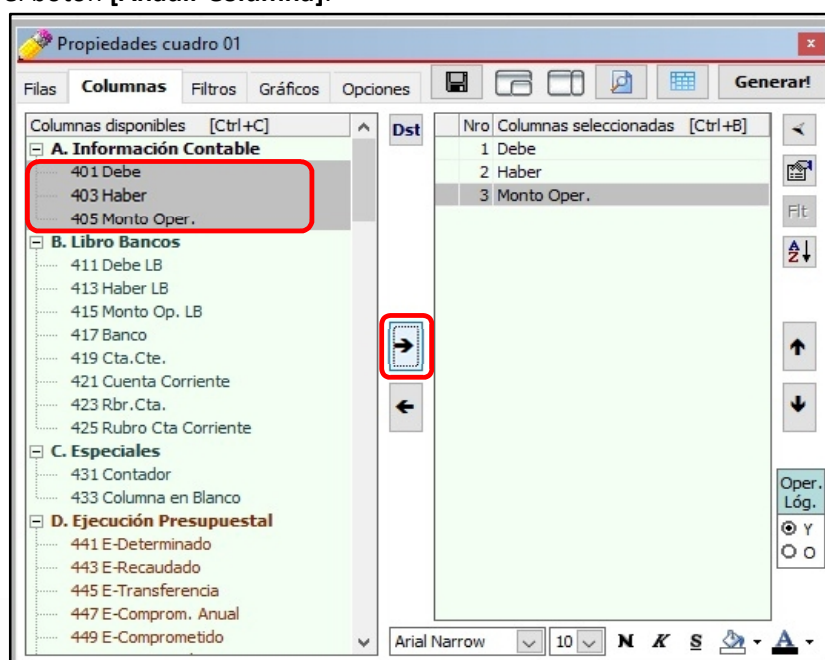 el botón [Añadir Columna].
Propiedades cuadro 01
x
Filas Columnas Filtros Gráficos Opciones Generar!
Columnas disponibles [Ctrl+C]
A. Información Contable
401 Debe
403 Haber
405 Monto Oper.
B. Libro Bancos
411 Debe LB
413 Haber LB
415 Monto Op. LB
417 Banco
419 Cta.Cte.
421 Cuenta Corriente
423 Rbr.Cta.
425 Rubro Cta Corriente
C. Especiales
431 Contador
433 Columna en Blanco
D. Ejecución Presupuestal
441 E-Determinado
443 E-Recaudado
445 E-Transferencia
447 E-Comprom. Anual
449 E-Comprometido
Dst
Nro Columnas seleccionadas [Ctrl+B]
1 Debe
2 Haber
3 Monto Oper.
Flt
A
Z
Oper.
Lóg.
Y
O
Arial Narrow 10 N K S A